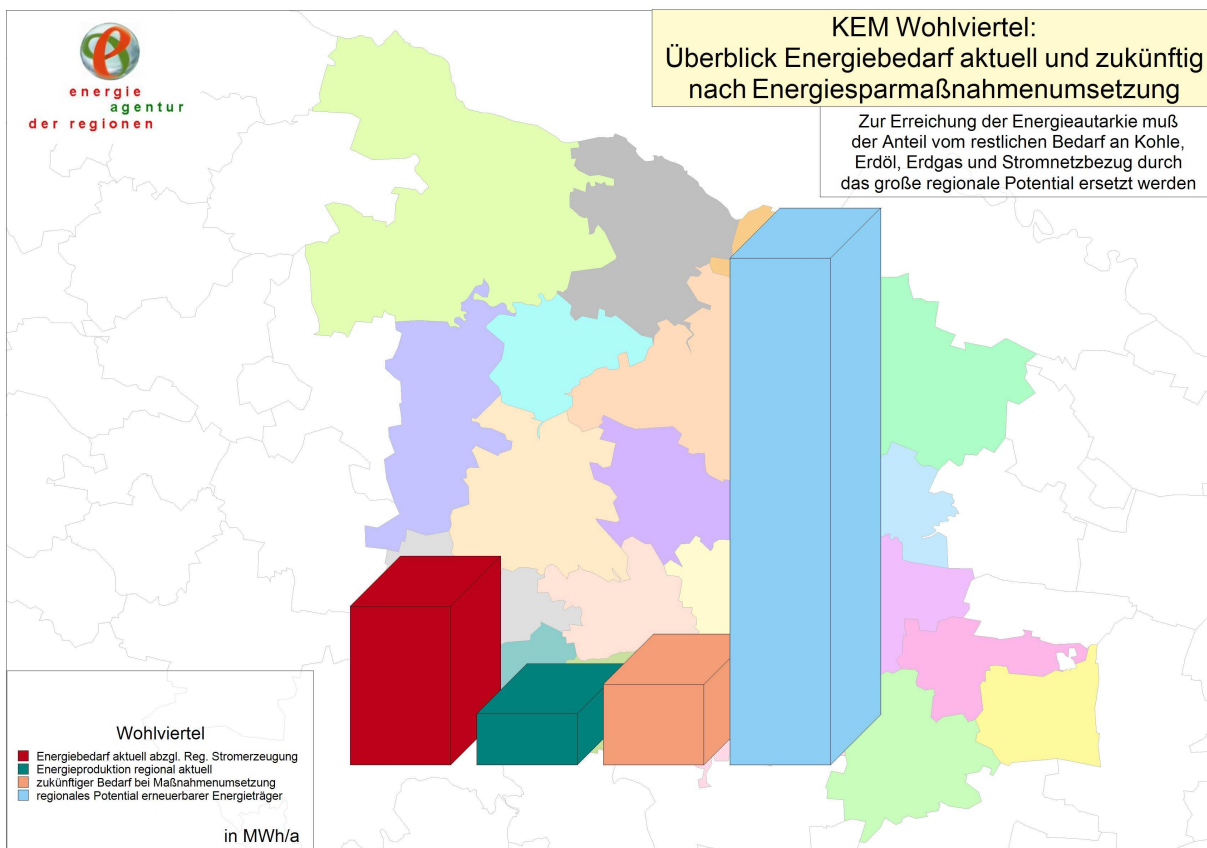 energie
agentur
der regionen
KEM Wohlviertel:
Überblick Energiebedarf aktuell und zukünftig
nach Energiesparmaßnahmenumsetzung
Zur Erreichung der Energieautarkie muß
der Anteil vom restlichen Bedarf an Kohle,
Erdöl, Erdgas und Stromnetzbezug durch
das große regionale Potential ersetzt werden
Wohlviertel
Energiebedarf aktuell abzgl. Reg. Stromerzeugung
Energieproduktion regional aktuell
zukünftiger Bedarf bei Maßnahmenumsetzung
regionales Potential erneuerbarer Energieträger
in MWh/a